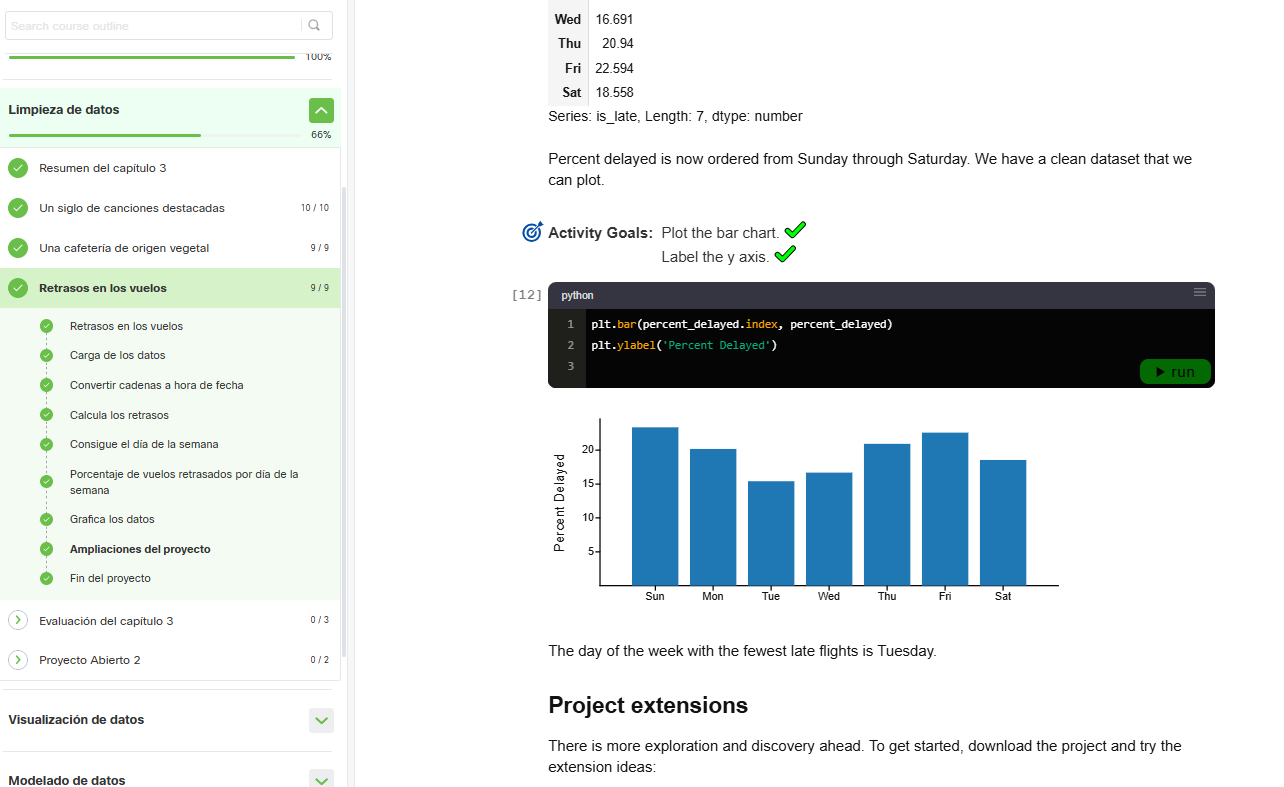 Search course outline
100%
Limpieza de datos
66%
Resumen del capítulo 3
Un siglo de canciones destacadas 10 / 10
Una cafetería de origen vegetal 9 / 9
Retrasos en los vuelos 9 / 9
Retrasos en los vuelos
Carga de los datos
Convertir cadenas a hora de fecha
Calcula los retrasos
Consigue el día de la semana
Porcentaje de vuelos retrasados por día de la
semana
Grafica los datos
Ampliaciones del proyecto
Fin del proyecto
Evaluación del capítulo 3 0 / 3
Proyecto Abierto 2 0 / 2
Visualización de datos
Modelado de datos
Wed 16.691
Thu 20.94
Fri 22.594
Sat 18.558
Series: is_late, Length: 7, dtype: number
Percent delayed is now ordered from Sunday through Saturday. We have a clean dataset that we
can plot.
Activity Goals: Plot the bar chart.
Label the y axis.
[12] python
1 plt.bar(percent_delayed.index, percent_delayed)
2 plt.ylabel('Percent Delayed')
3
run
Percent Delayed
20
15
10
5
Sun Mon Tue Wed Thu Fri Sat
The day of the week with the fewest late flights is Tuesday.
Project extensions
There is more exploration and discovery ahead. To get started, download the project and try the
extension ideas: